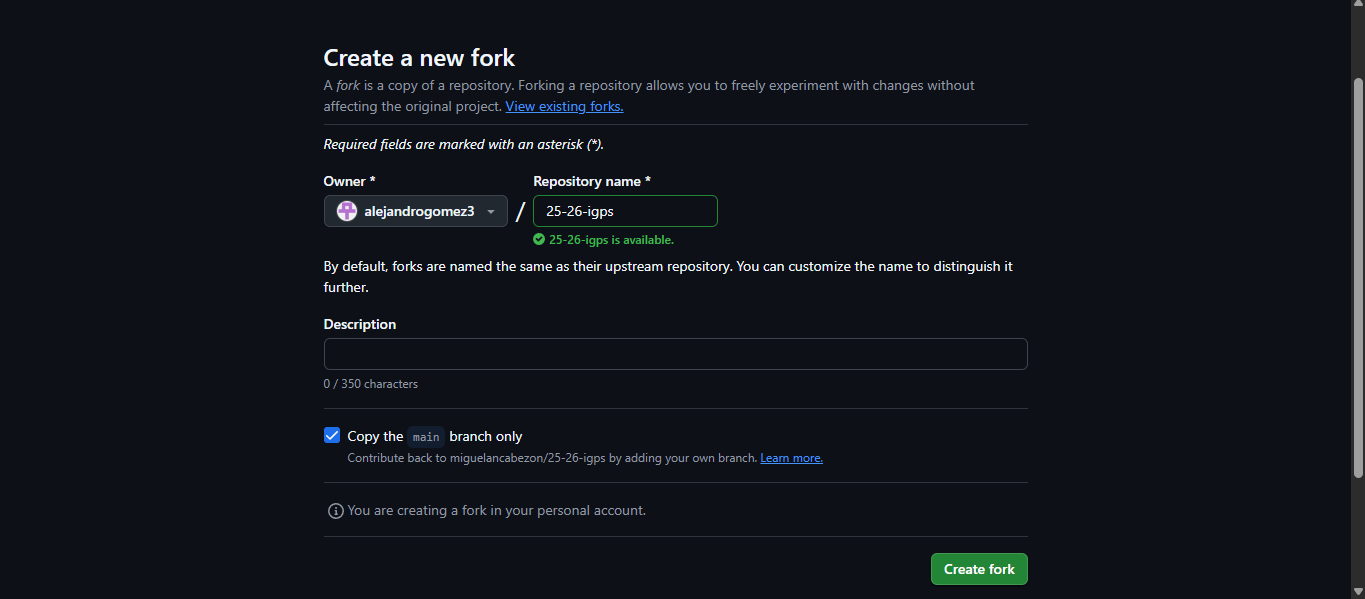 Create a new fork
A fork is a copy of a repository. Forking a repository allows you to freely experiment with changes without
affecting the original project. View existing forks.
Required fields are marked with an asterisk (*).
Owner *
Repository name *
alejandrogomez3
/
25-26-igps
25-26-igps is available.
By default, forks are named the same as their upstream repository. You can customize the name to distinguish it
further.
Description
0 / 350 characters
Copy the main branch only
Contribute back to miguelancabezon/25-26-igps by adding your own branch. Learn more.
You are creating a fork in your personal account.
Create fork